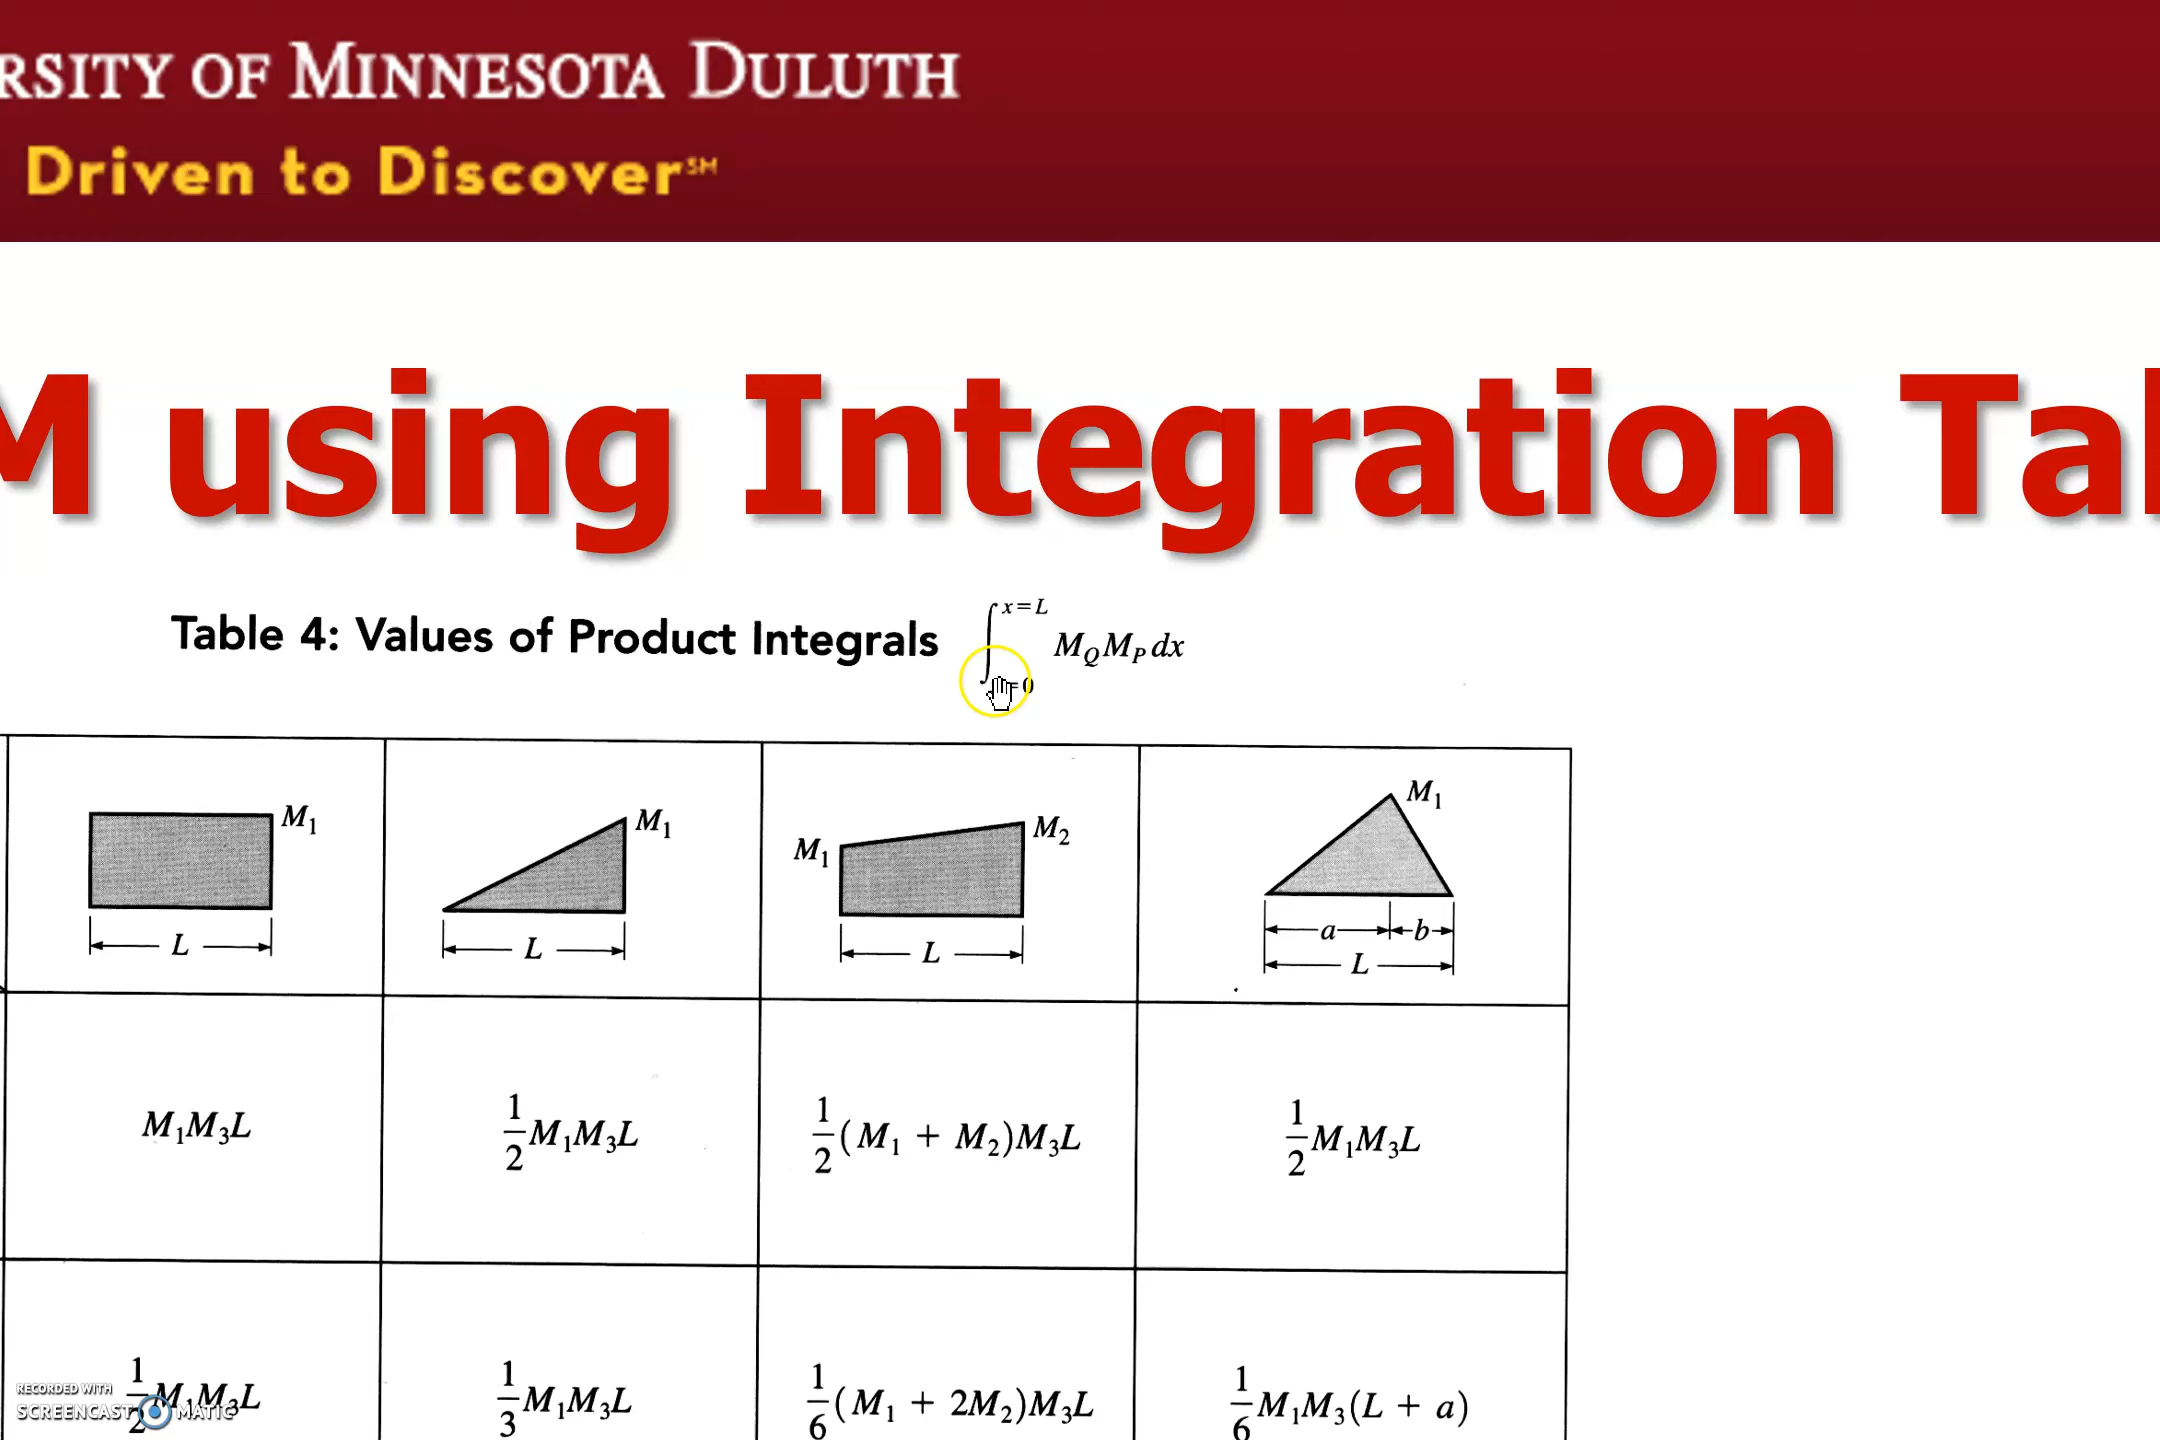 RSITY OF MINNESOTA DULUTH
Driven to Discover℠
M using Integration Tab
Table 4: Values of Product Integrals ∫ x=L M_Q M_P dx
=0
M₁ M₁ M₁ M₂ M₁
L L L a b
L
M₁M₃L 1/2 M₁M₃L 1/2 (M₁ + M₂)M₃L 1/2 M₁M₃L
1/2 M₁M₃L 1/3 M₁M₃L 1/6 (M₁ + 2M₂)M₃L 1/6 M₁M₃(L + a)
RECORDED WITH
SCREENCAST MATIC